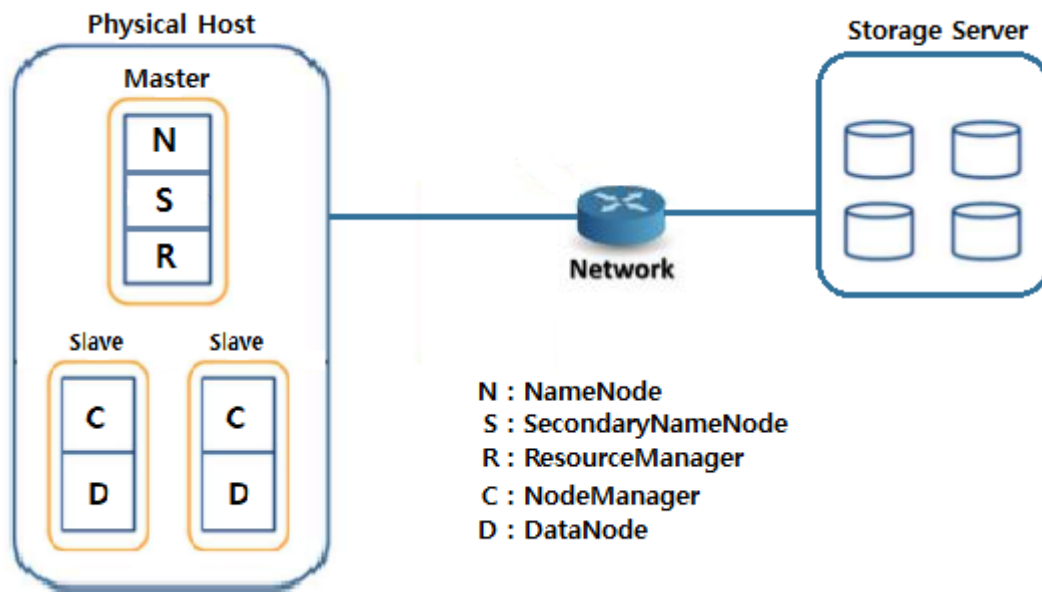 Physical Host
Master
N
S
R
Slave
Slave
C
D
C
D
Network
Storage Server
N : NameNode
S : SecondaryNameNode
R : ResourceManager
C : NodeManager
D : DataNode